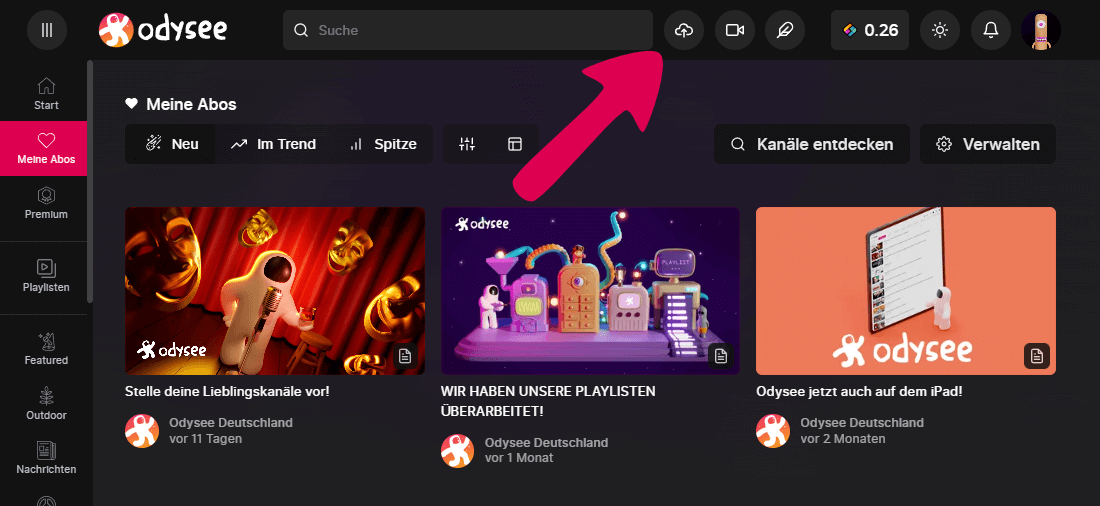 odysee
Suche
0.26
Start
Meine Abos
Premium
Playlisten
Featured
Outdoor
Nachrichten
Meine Abos
Neu
Im Trend
Spitze
Kanäle entdecken
Verwalten
odysee
Stelle deine Lieblingskanäle vor!
Odysee Deutschland
vor 11 Tagen
odysee
PLAYLIST
WIR HABEN UNSERE PLAYLISTEN
ÜBERARBEITET!
Odysee Deutschland
vor 1 Monat
odysee
Odysee jetzt auch auf dem iPad!
Odysee Deutschland
vor 2 Monaten